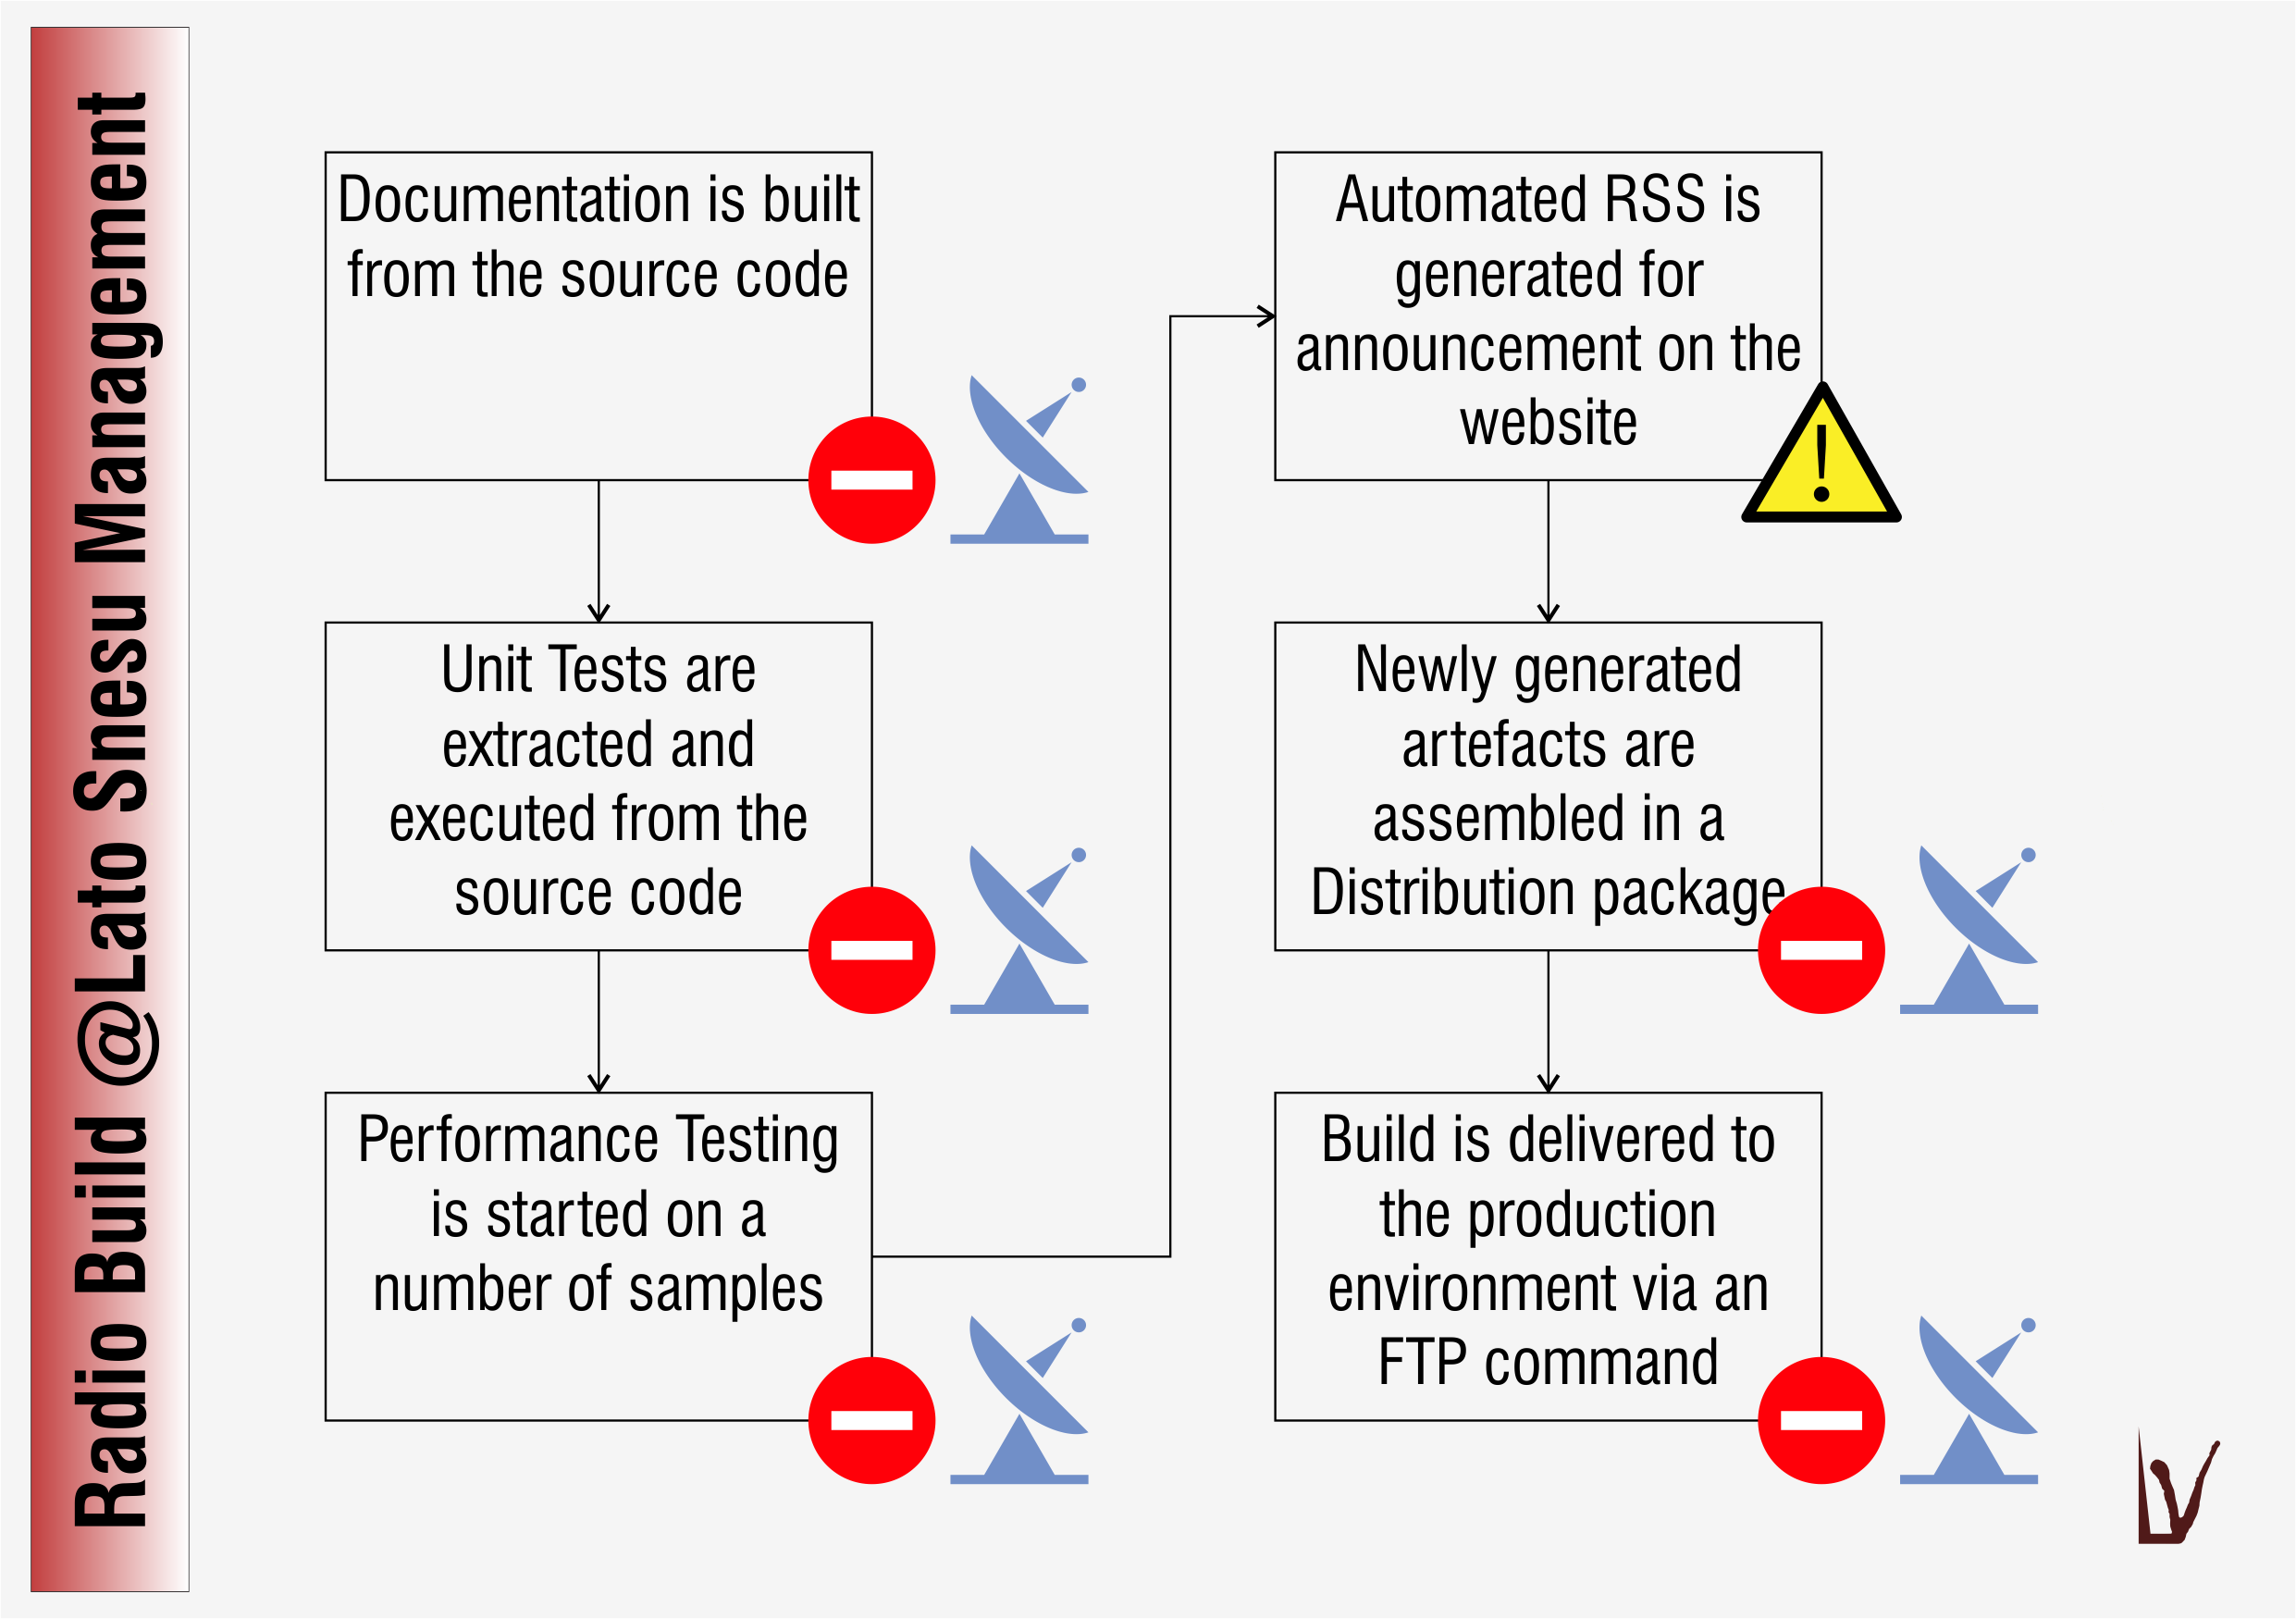 Radio Build @Lato Snesu Management
Documentation is built
from the source code
Unit Tests are
extracted and
executed from the
source code
Performance Testing
is started on a
number of samples
Automated RSS is
generated for
announcement on the
website
Newly generated
artefacts are
assembled in a
Distribution package
Build is delivered to
the production
environment via an
FTP command